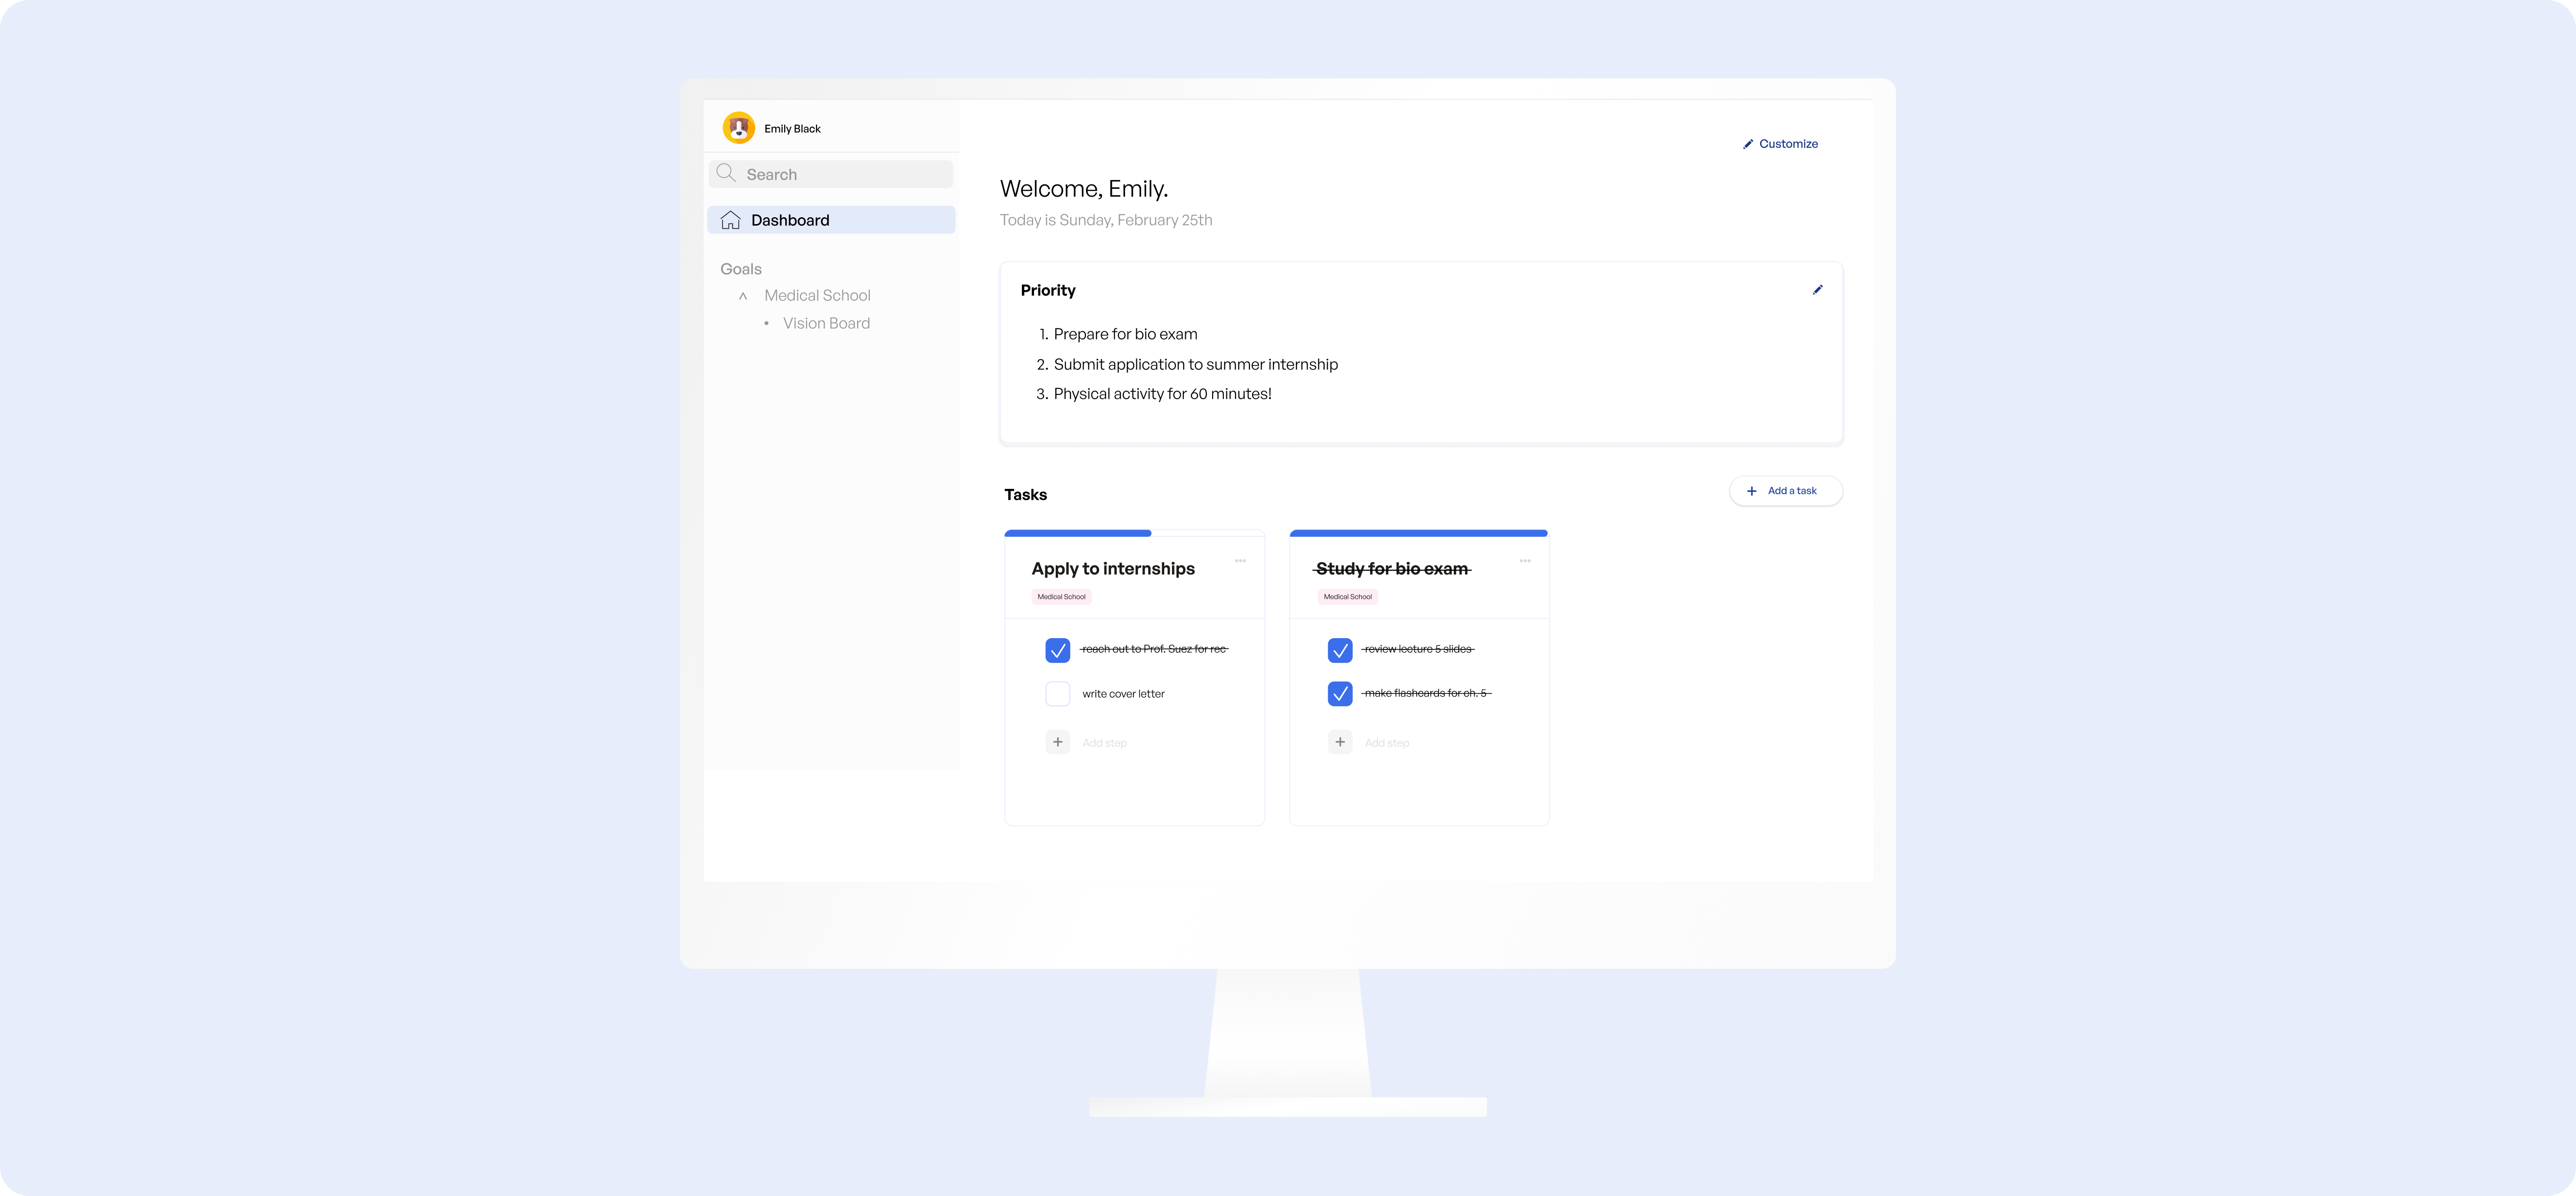 Emily Black
Search
Dashboard
Goals
Medical School
• Vision Board
Customize
Welcome, Emily.
Today is Sunday, February 25th
Priority
1. Prepare for bio exam
2. Submit application to summer internship
3. Physical activity for 60 minutes!
Tasks
+ Add a task
Apply to internships
Medical School
reach out to Prof. Suez for rec
write cover letter
+ Add step
Study for bio exam
Medical School
review lecture 5 slides
make flashcards for ch. 5
+ Add step